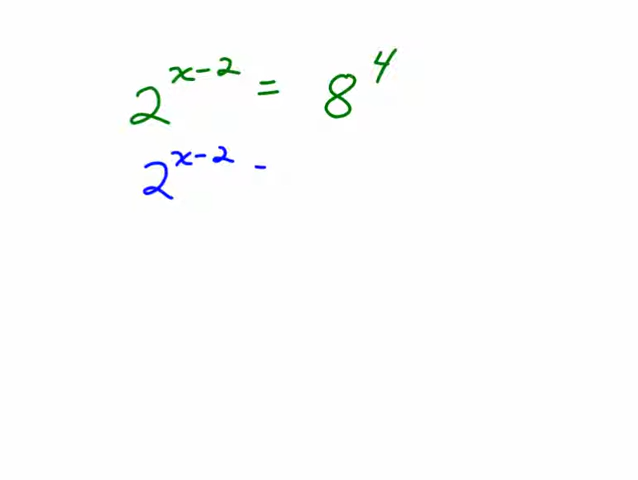 2^{x-2} = 8^4
2^{x-2} -